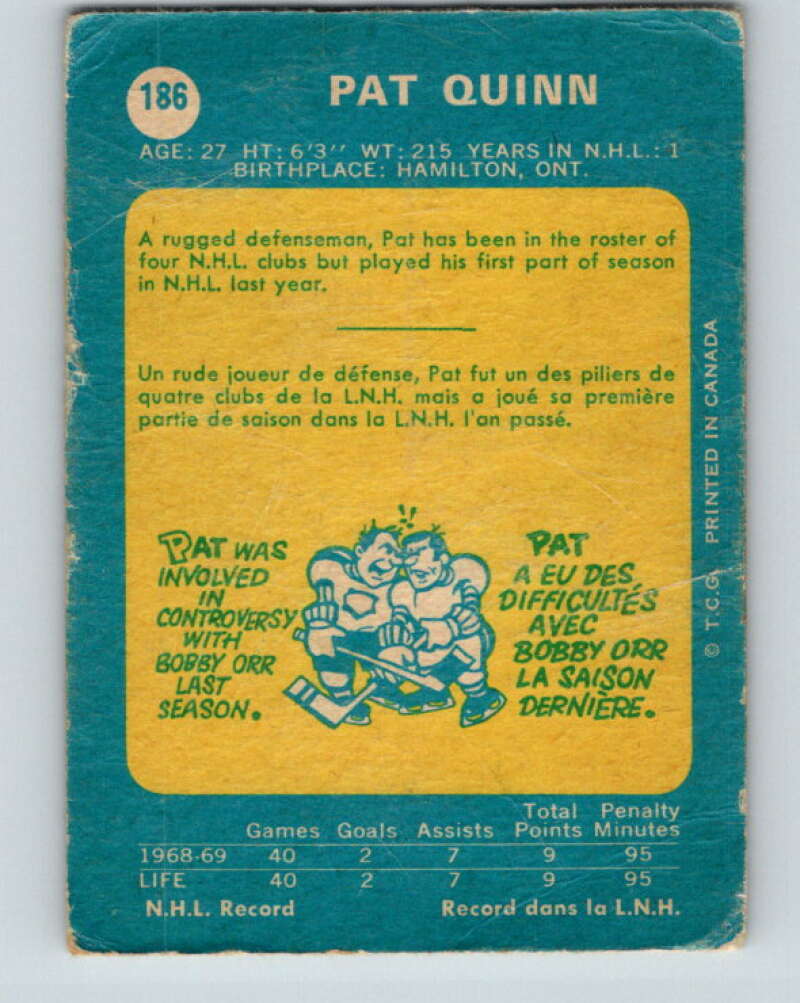 186
PAT QUINN
AGE: 27 HT: 6'3'' WT: 215 YEARS IN N.H.L.: 1
BIRTHPLACE: HAMILTON, ONT.
A rugged defenseman, Pat has been in the roster of
four N.H.L. clubs but played his first part of season
in N.H.L. last year.
Un rude joueur de défense, Pat fut un des piliers de
quatre clubs de la L.N.H. mais a joué sa première
partie de saison dans la L.N.H. l'an passé.
PAT WAS
INVOLVED
IN
CONTROVERSY
WITH
BOBBY ORR
LAST
SEASON.
!!
PAT
A EU DES
DIFFICULTÉS
AVEC
BOBBY ORR
LA SAISON
DERNIÈRE.
© T.C.G. PRINTED IN CANADA
Total Penalty
Games Goals Assists Points Minutes
1968-69 40 2 7 9 95
LIFE 40 2 7 9 95
N.H.L. Record Record dans la L.N.H.